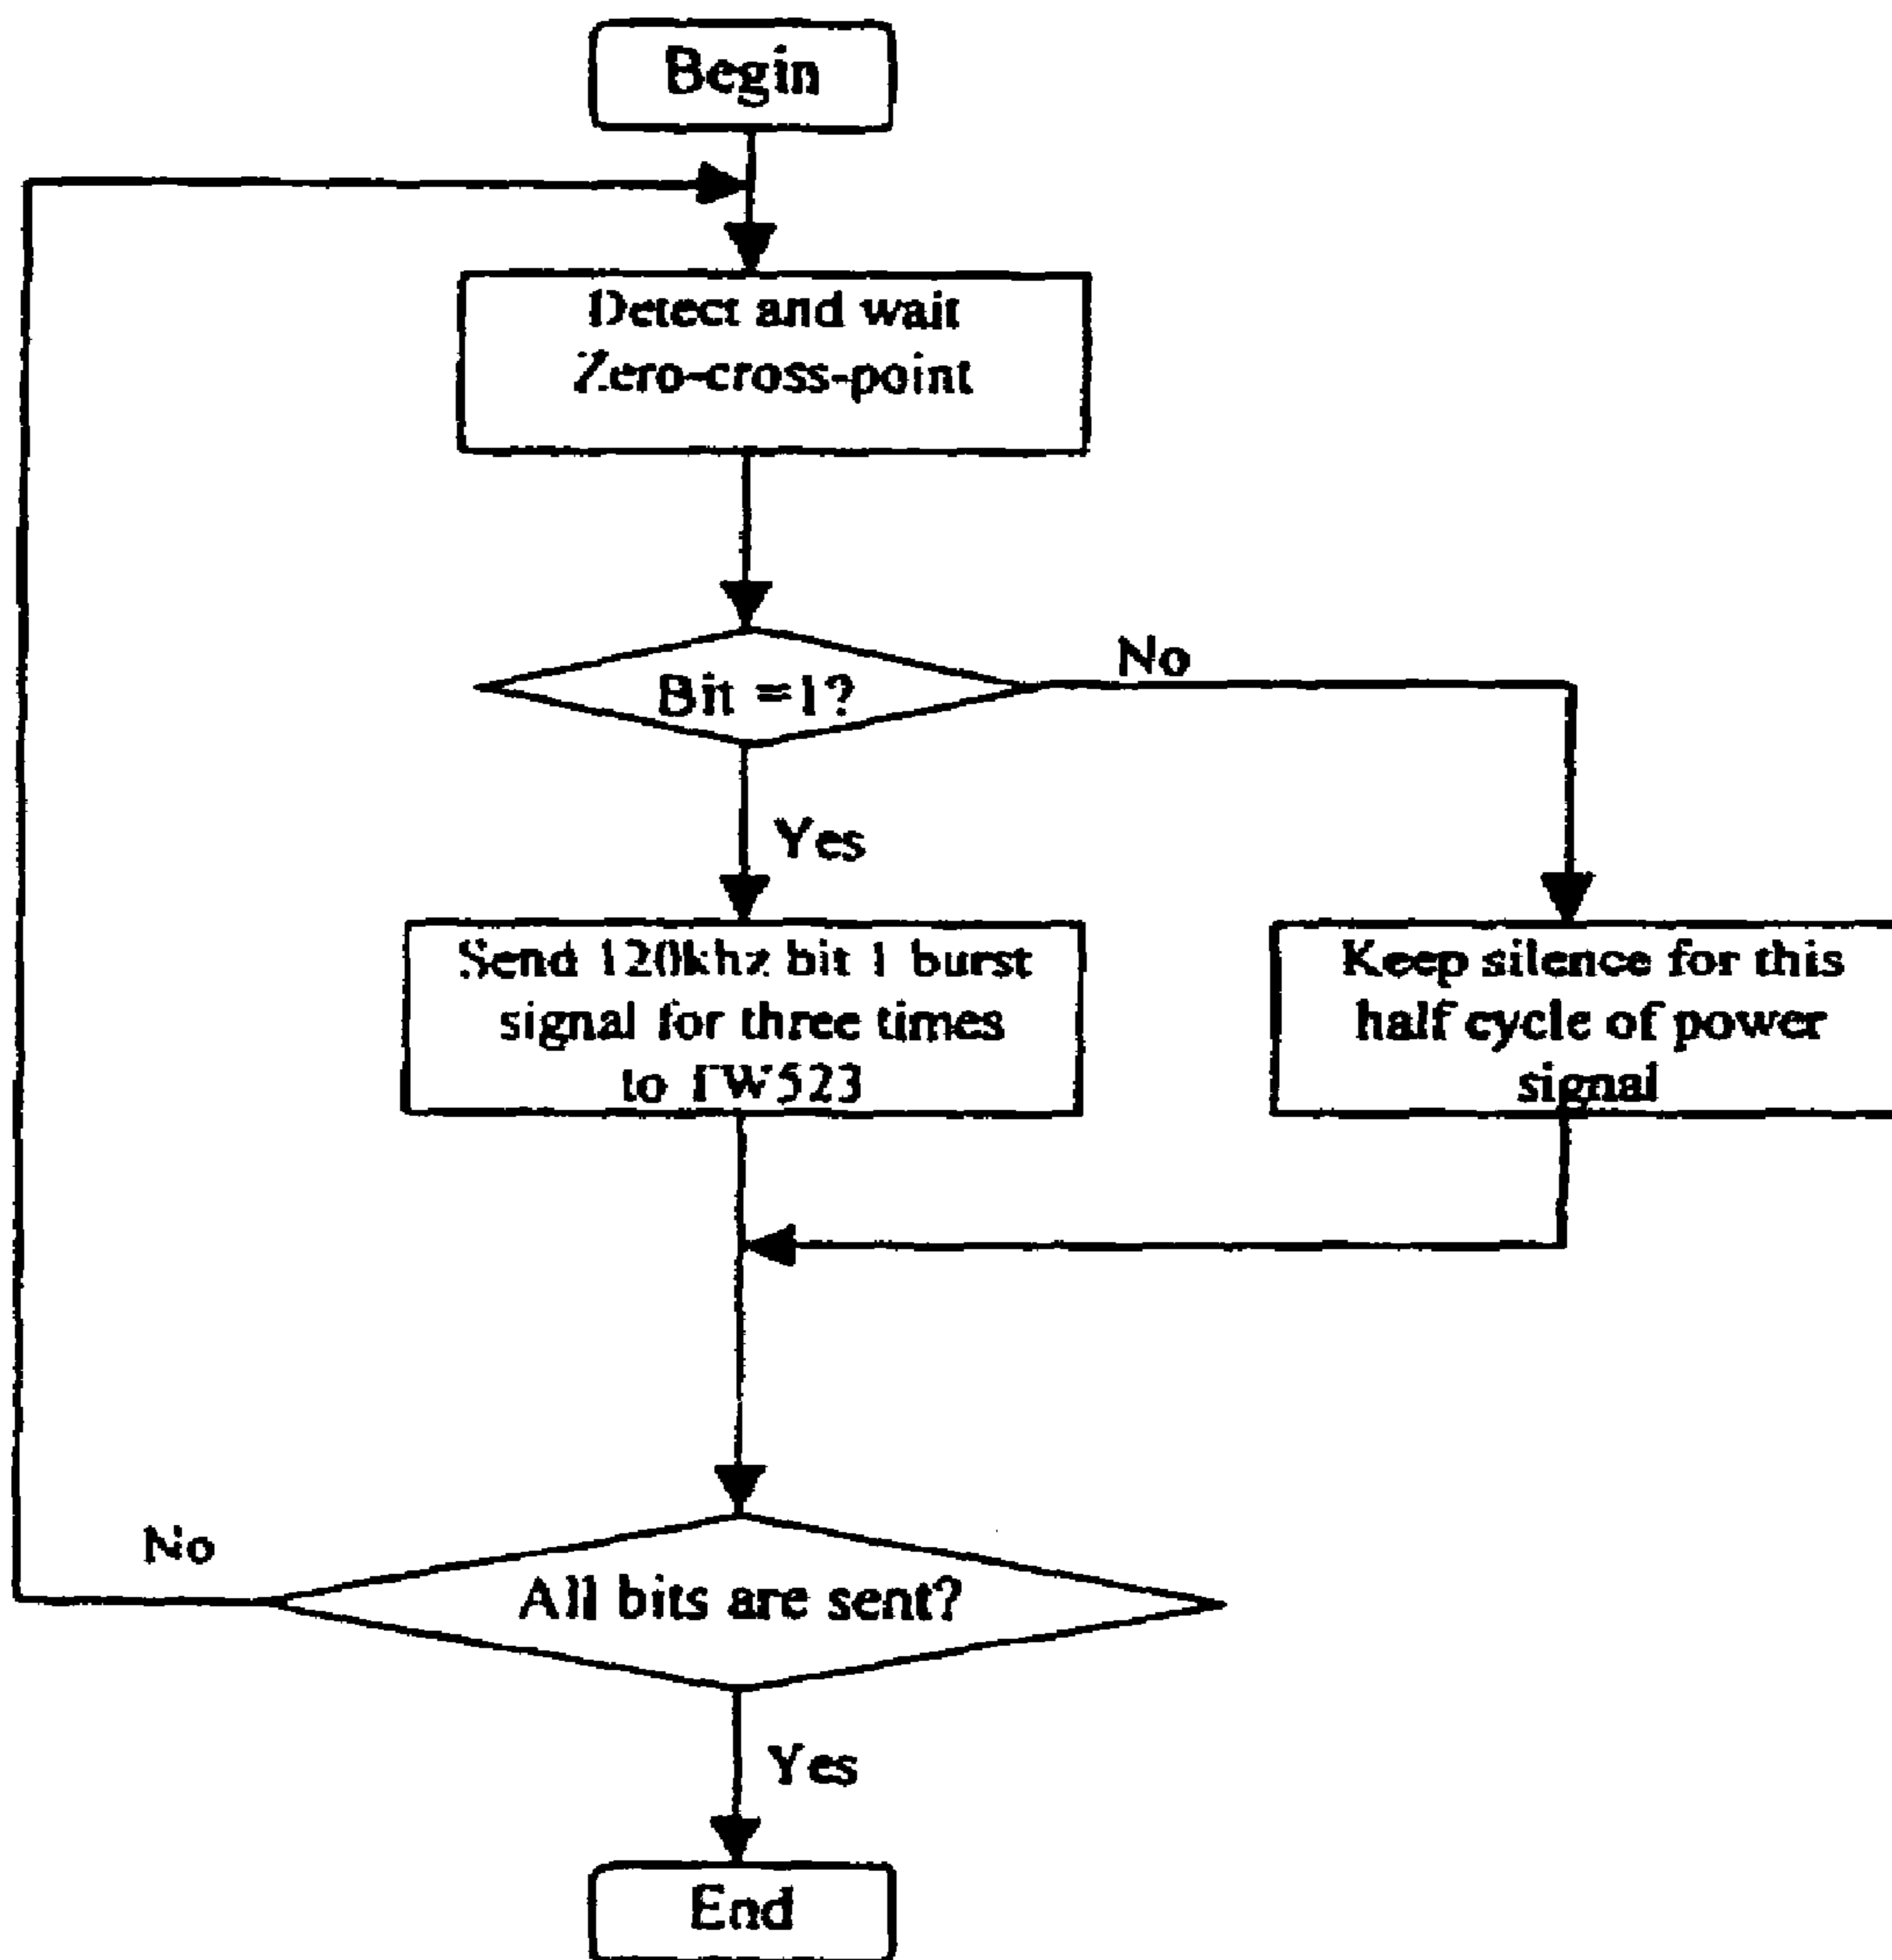 Begin
Detect and wait
Zero-cross-point
Bit =1?
No
Yes
Send 120khz bit 1 burst
signal for three times
to TW523
Keep silence for this
half cycle of power
signal
No
All bits are sent?
Yes
End